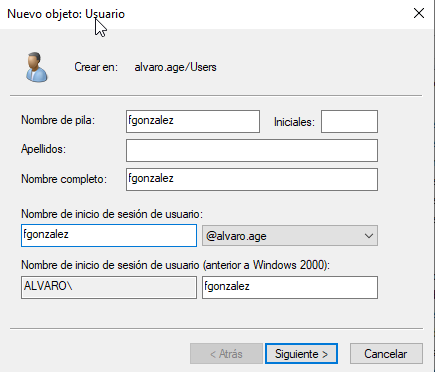 Nuevo objeto: Usuario
Crear en: alvaro.age/Users
Nombre de pila: fgonzalez Iniciales:
Apellidos:
Nombre completo: fgonzalez
Nombre de inicio de sesión de usuario:
fgonzalez @alvaro.age
Nombre de inicio de sesión de usuario (anterior a Windows 2000):
ALVARO\ fgonzalez
< Atrás Siguiente > Cancelar